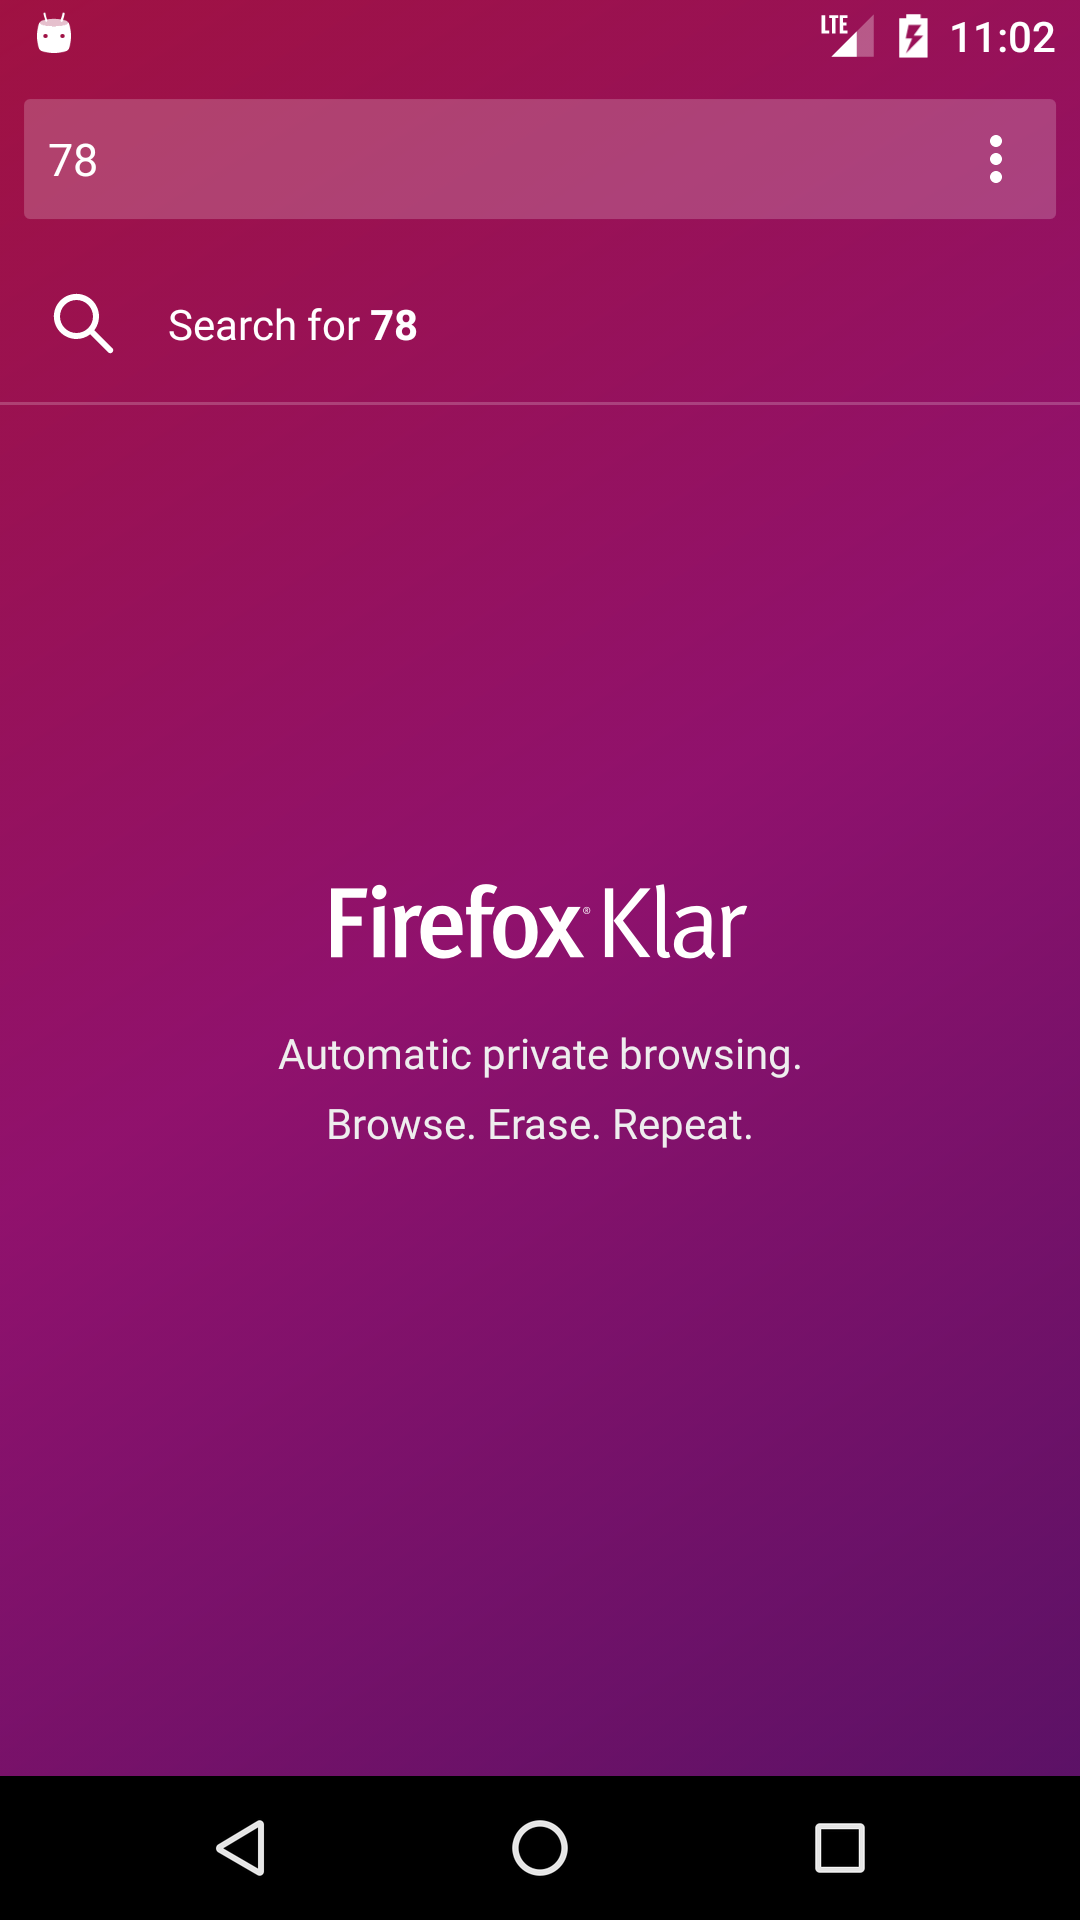 LTE 11:02
78
Search for 78
Firefox® Klar
Automatic private browsing.
Browse. Erase. Repeat.